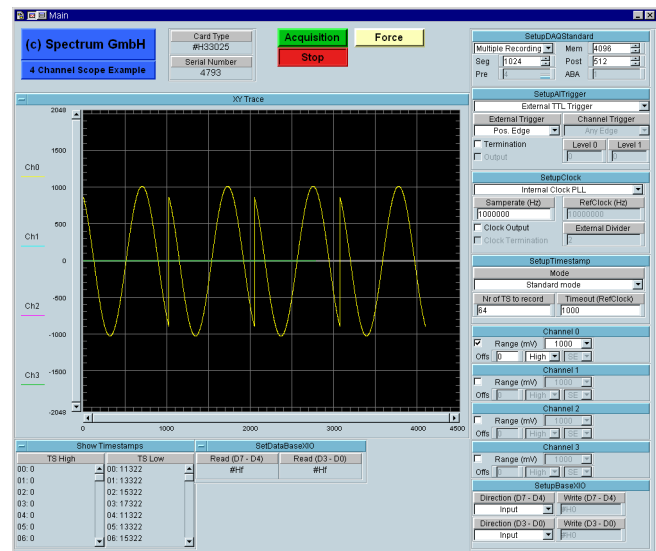 Main
(c) Spectrum GmbH
4 Channel Scope Example
Card Type
#H33025
Serial Number
4793
Acquisition
Stop
Force
XY Trace
2048
1500
1000
500
0
-500
-1000
-1500
-2048
Ch0
Ch1
Ch2
Ch3
0 1000 2000 3000 4000 4500
Show Timestamps
TS High TS Low
00: 0 00: 11322
01: 0 01: 13322
02: 0 02: 15322
03: 0 03: 17322
04: 0 04: 11322
05: 0 05: 13322
06: 0 06: 15322
SetDataBaseXIO
Read (D7 - D4) Read (D3 - D0)
#Hf #Hf
SetupDAQStandard
Multiple Recording Mem 4096
Seg 1024 Post 512
Pre 4 ABA 1
SetupAITrigger
External TTL Trigger
External Trigger Channel Trigger
Pos. Edge Any Edge
Termination Level 0 Level 1
Output 0 0
SetupClock
Internal Clock PLL
Samperate (Hz) RefClock (Hz)
1000000 10000000
Clock Output External Divider
Clock Termination 2
SetupTimestamp
Mode
Standard mode
Nr of TS to record Timeout (RefClock)
64 1000
Channel 0
Range (mV) 1000
Offs 0 High SE
Channel 1
Range (mV) 1000
Offs 0 High SE
Channel 2
Range (mV) 1000
Offs 0 High SE
Channel 3
Range (mV) 1000
Offs 0 High SE
SetupBaseXIO
Direction (D7 - D4) Write (D7 - D4)
Input #H0
Direction (D3 - D0) Write (D3 - D0)
Input #H0